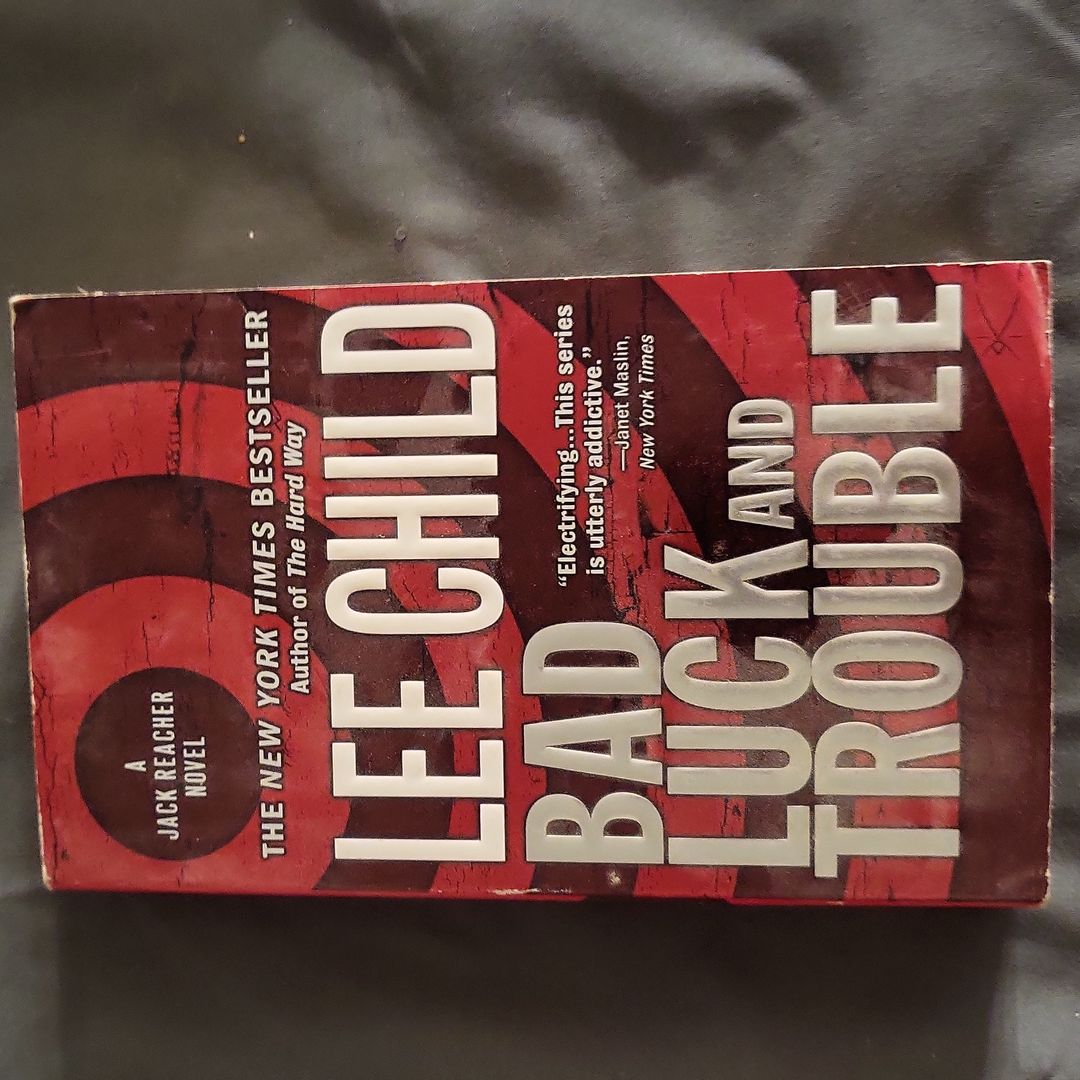 A
JACK REACHER
NOVEL
THE NEW YORK TIMES BESTSELLER
Author of The Hard Way
LEE CHILD
“Electrifying...This series
is utterly addictive.”
—Janet Maslin,
New York Times
BAD
LUCK AND
TROUBLE